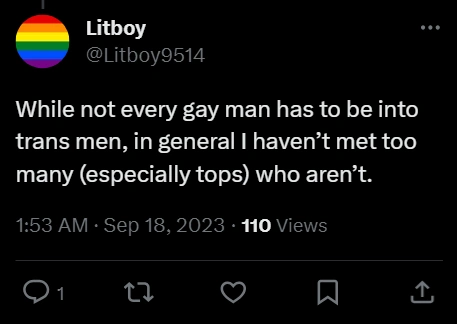 Litboy
@Litboy9514
While not every gay man has to be into
trans men, in general I haven’t met too
many (especially tops) who aren’t.
1:53 AM · Sep 18, 2023 · 110 Views
1